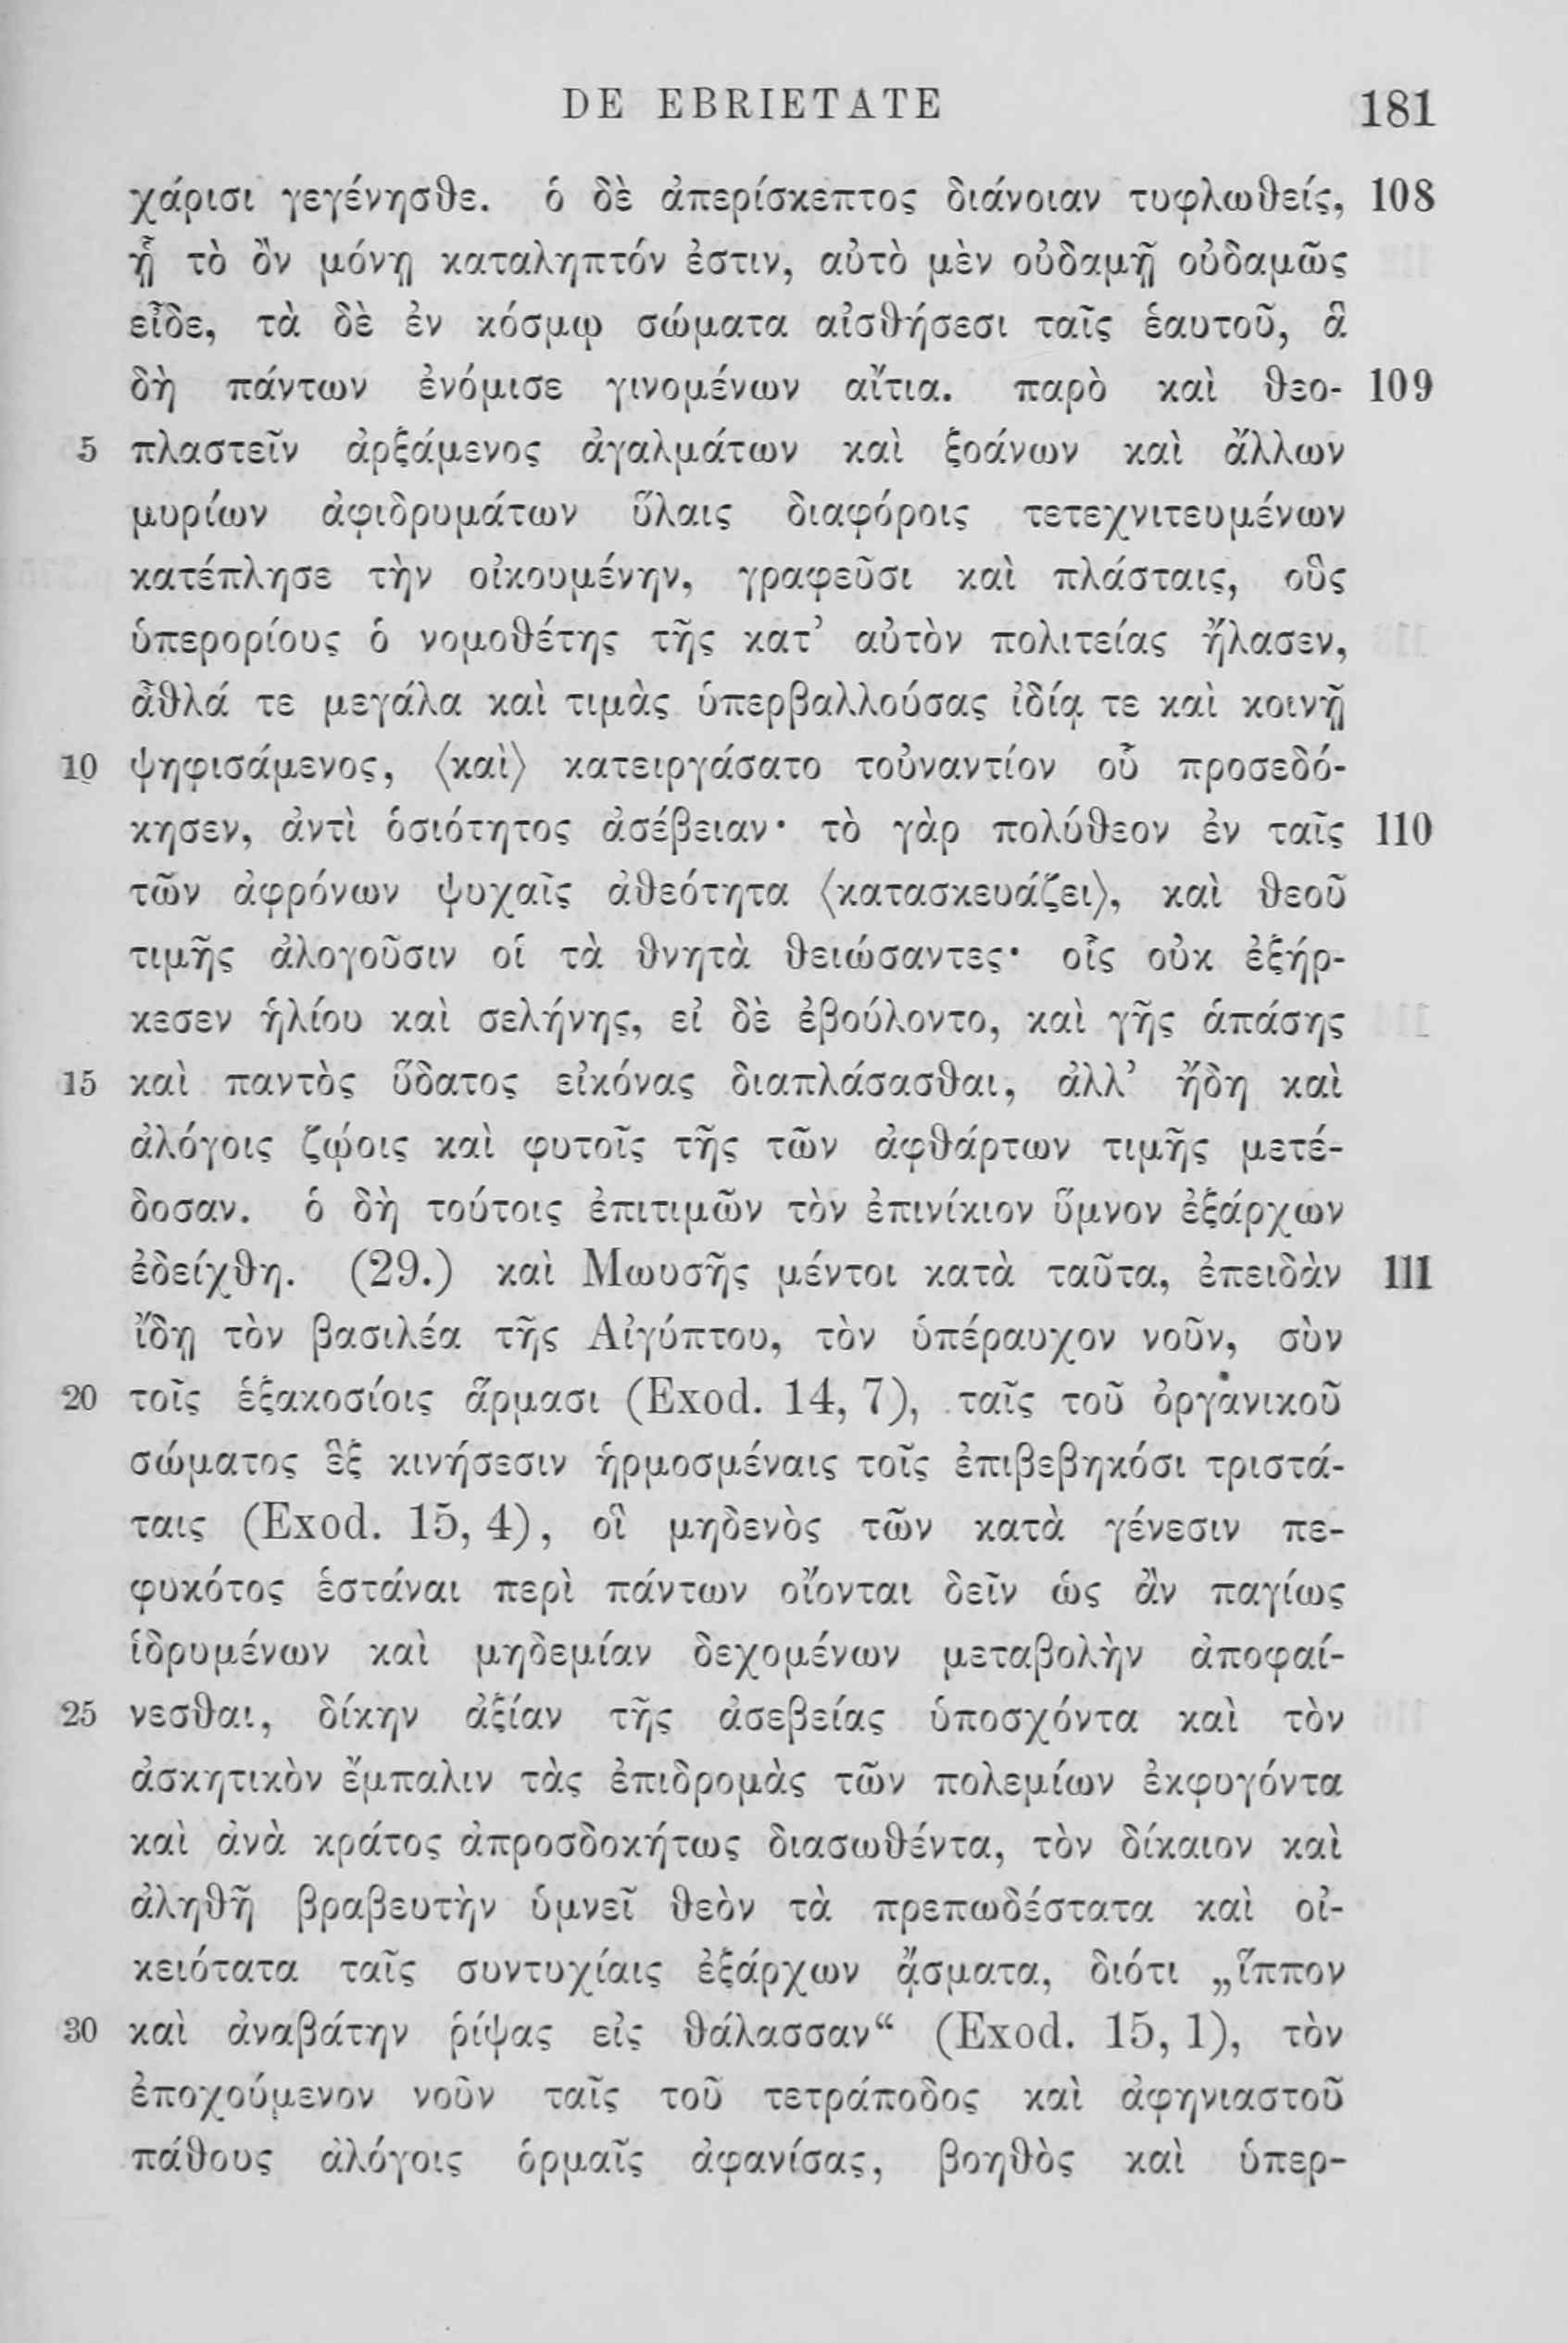 DE EBRIETATE 181
χάρισι γεγένησθε. ὁ δὲ ἀπερίσκεπτος διάνοιαν τυφλωθείς, 108
ᾗ τὸ ὂν μόνῃ καταληπτόν ἐστιν, αὐτὸ μὲν οὐδαμῇ οὐδαμῶς
εἶδε, τὰ δὲ ἐν κόσμῳ σώματα αἰσθήσεσι ταῖς ἑαυτοῦ, ἃ
δὴ πάντων ἐνόμισε γινομένων αἴτια. παρὸ καὶ θεο- 109
5 πλαστεῖν ἀρξάμενος ἀγαλμάτων καὶ ξοάνων καὶ ἄλλων
μυρίων ἀφιδρυμάτων ὕλαις διαφόροις τετεχνιτευμένων
κατέπλησε τὴν οἰκουμένην, γραφεῦσι καὶ πλάσταις, οὓς
ὑπερορίους ὁ νομοθέτης τῆς κατ’ αὐτὸν πολιτείας ἤλασεν,
ἆθλά τε μεγάλα καὶ τιμὰς ὑπερβαλλούσας ἰδίᾳ τε καὶ κοινῇ
10 ψηφισάμενος, ⟨καὶ⟩ κατειργάσατο τοὐναντίον οὗ προσεδό-
κησεν, ἀντὶ ὁσιότητος ἀσέβειαν· τὸ γὰρ πολύθεον ἐν ταῖς 110
τῶν ἀφρόνων ψυχαῖς ἀθεότητα ⟨κατασκευάζει⟩, καὶ θεοῦ
τιμῆς ἀλογοῦσιν οἱ τὰ θνητὰ θειώσαντες· οἷς οὐκ ἐξήρ-
κεσεν ἡλίου καὶ σελήνης, εἰ δὲ ἐβούλοντο, καὶ γῆς ἁπάσης
15 καὶ παντὸς ὕδατος εἰκόνας διαπλάσασθαι, ἀλλ’ ἤδη καὶ
ἀλόγοις ζῴοις καὶ φυτοῖς τῆς τῶν ἀφθάρτων τιμῆς μετέ-
δοσαν. ὁ δὴ τούτοις ἐπιτιμῶν τὸν ἐπινίκιον ὕμνον ἐξάρχων
ἐδείχθη. (29.) καὶ Μωυσῆς μέντοι κατὰ ταῦτα, ἐπειδὰν 111
ἴδῃ τὸν βασιλέα τῆς Αἰγύπτου, τὸν ὑπέραυχον νοῦν, σὺν
20 τοῖς ἑξακοσίοις ἅρμασι (Exod. 14, 7), ταῖς τοῦ ὀργανικοῦ
σώματος ἓξ κινήσεσιν ἡρμοσμέναις τοῖς ἐπιβεβηκόσι τριστά-
ταις (Exod. 15, 4), οἳ μηδενὸς τῶν κατὰ γένεσιν πε-
φυκότος ἑστάναι περὶ πάντων οἴονται δεῖν ὡς ἂν παγίως
ἱδρυμένων καὶ μηδεμίαν δεχομένων μεταβολὴν ἀποφαί-
25 νεσθαι, δίκην ἀξίαν τῆς ἀσεβείας ὑποσχόντα καὶ τὸν
ἀσκητικὸν ἔμπαλιν τὰς ἐπιδρομὰς τῶν πολεμίων ἐκφυγόντα
καὶ ἀνὰ κράτος ἀπροσδοκήτως διασωθέντα, τὸν δίκαιον καὶ
ἀληθῆ βραβευτὴν ὑμνεῖ θεὸν τὰ πρεπωδέστατα καὶ οἰ-
κειότατα ταῖς συντυχίαις ἐξάρχων ᾄσματα, διότι „ἵππον
30 καὶ ἀναβάτην ῥίψας εἰς θάλασσαν“ (Exod. 15, 1), τὸν
ἐποχούμενον νοῦν ταῖς τοῦ τετράποδος καὶ ἀφηνιαστοῦ
πάθους ἀλόγοις ὁρμαῖς ἀφανίσας, βοηθὸς καὶ ὑπερ-